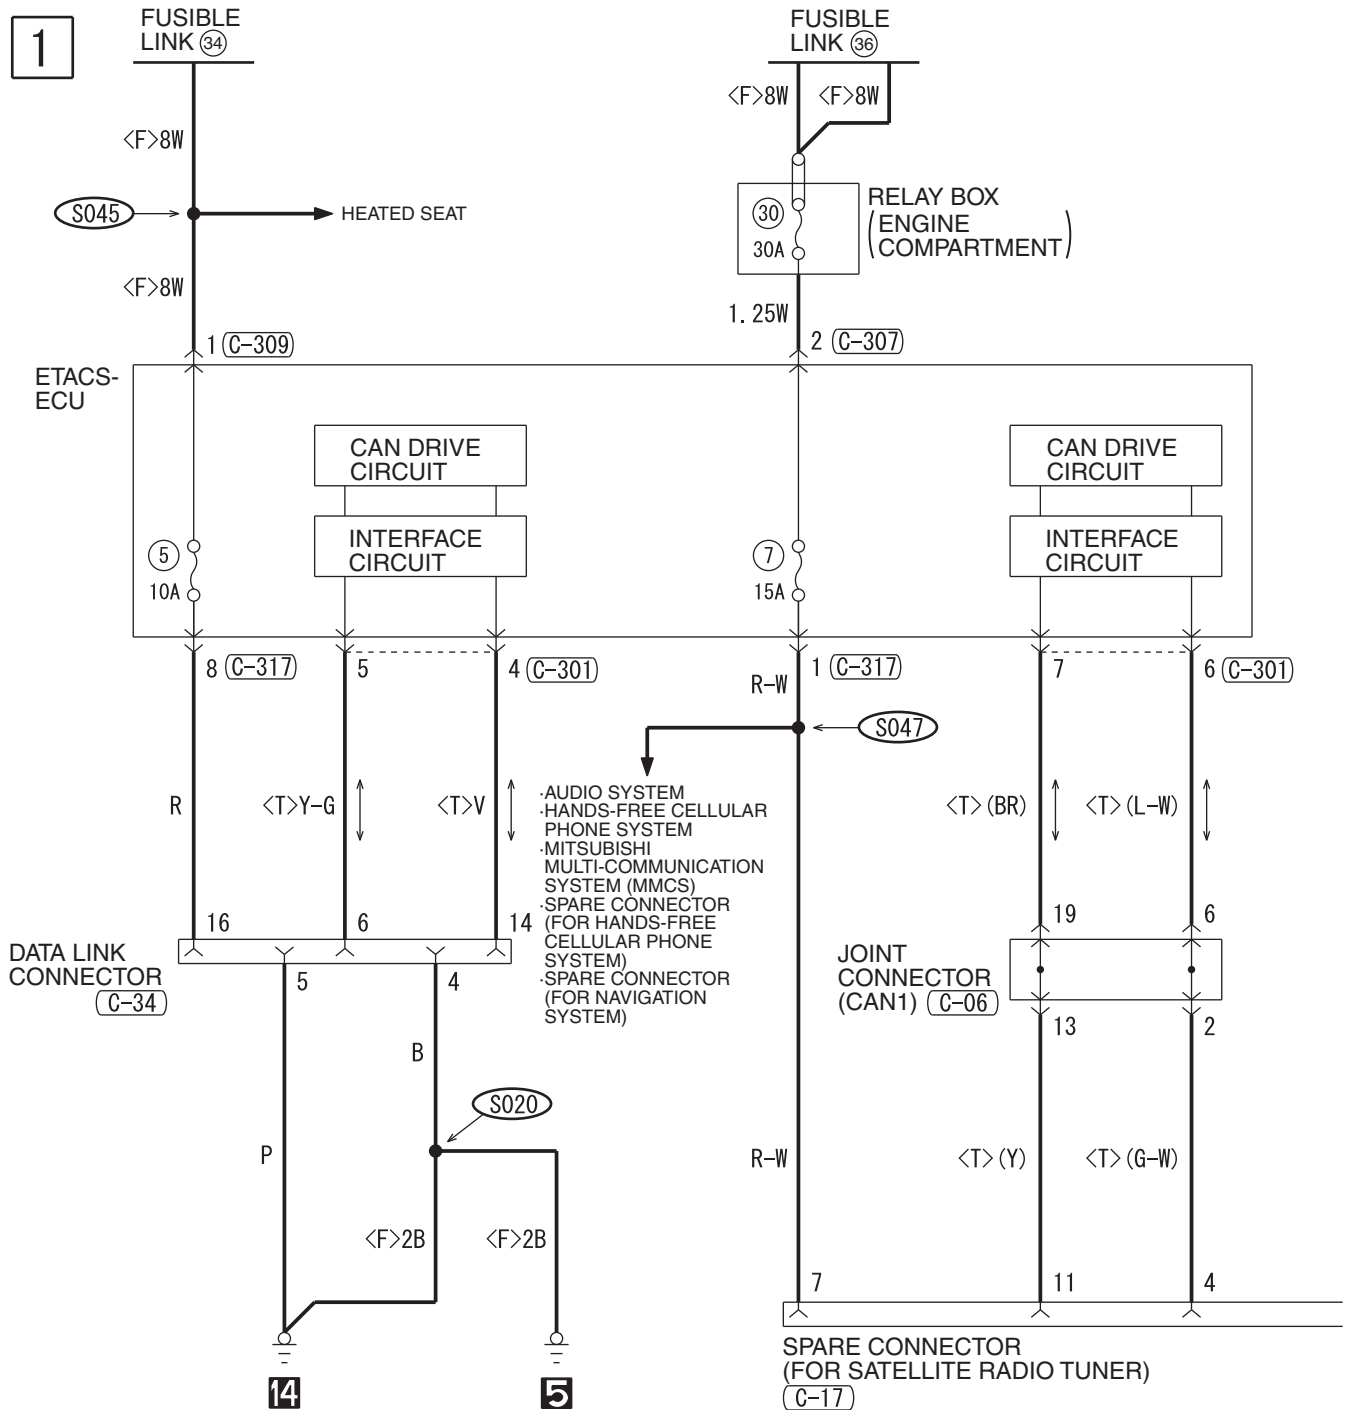 1
FUSIBLE
LINK 34
FUSIBLE
LINK 36
<F>8W
<F>8W
<F>8W
S045
HEATED SEAT
30
30A
RELAY BOX
(ENGINE
COMPARTMENT)
<F>8W
1.25W
1 C-309
2 C-307
ETACS-
ECU
CAN DRIVE
CIRCUIT
CAN DRIVE
CIRCUIT
INTERFACE
CIRCUIT
INTERFACE
CIRCUIT
5
10A
7
15A
8 C-317
5
4 C-301
1 C-317
7
6 C-301
R-W
S047
R
<T>Y-G
<T>V
·AUDIO SYSTEM
·HANDS-FREE CELLULAR
PHONE SYSTEM
·MITSUBISHI
MULTI-COMMUNICATION
SYSTEM (MMCS)
·SPARE CONNECTOR
(FOR HANDS-FREE
CELLULAR PHONE
SYSTEM)
·SPARE CONNECTOR
(FOR NAVIGATION
SYSTEM)
<T>(BR)
<T>(L-W)
16
6
14
19
6
DATA LINK
CONNECTOR
C-34
5
4
JOINT
CONNECTOR
(CAN1) C-06
13
2
B
S020
P
R-W
<T>(Y)
<T>(G-W)
<F>2B
<F>2B
7
11
4
14
5
SPARE CONNECTOR
(FOR SATELLITE RADIO TUNER)
C-17